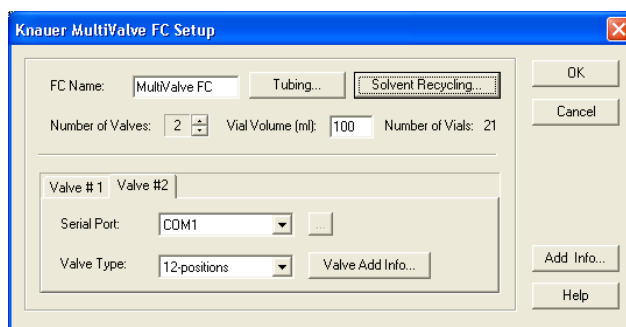 Knauer MultiValve FC Setup
FC Name: MultiValve FC Tubing... Solvent Recycling... OK
Number of Valves: 2 Vial Volume (ml): 100 Number of Vials: 21 Cancel
Valve # 1 Valve #2
Serial Port: COM1 ...
Valve Type: 12-positions Valve Add Info... Add Info...
Help